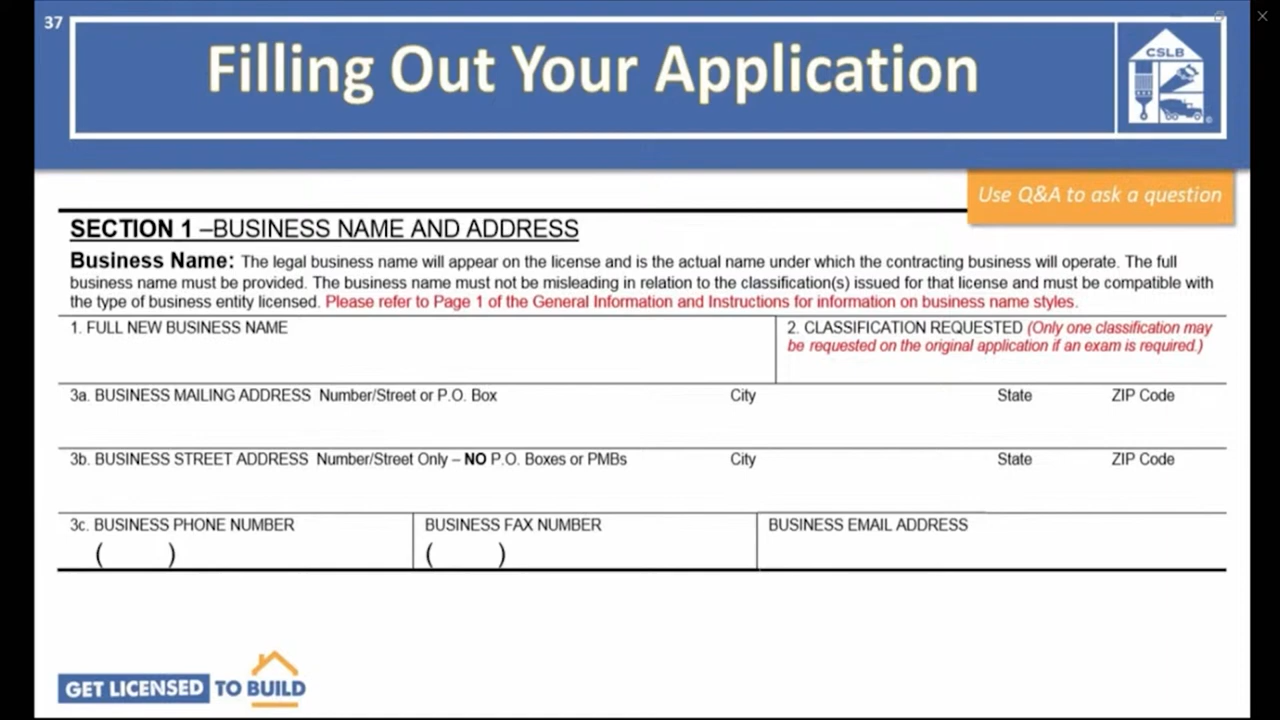 37
Filling Out Your Application
CSLB
Use Q&A to ask a question
SECTION 1 –BUSINESS NAME AND ADDRESS
Business Name: The legal business name will appear on the license and is the actual name under which the contracting business will operate. The full
business name must be provided. The business name must not be misleading in relation to the classification(s) issued for that license and must be compatible with
the type of business entity licensed. Please refer to Page 1 of the General Information and Instructions for information on business name styles.
1. FULL NEW BUSINESS NAME
2. CLASSIFICATION REQUESTED (Only one classification may
be requested on the original application if an exam is required.)
3a. BUSINESS MAILING ADDRESS Number/Street or P.O. Box City State ZIP Code
3b. BUSINESS STREET ADDRESS Number/Street Only – NO P.O. Boxes or PMBs City State ZIP Code
3c. BUSINESS PHONE NUMBER BUSINESS FAX NUMBER BUSINESS EMAIL ADDRESS
( ) ( )
GET LICENSED TO BUILD